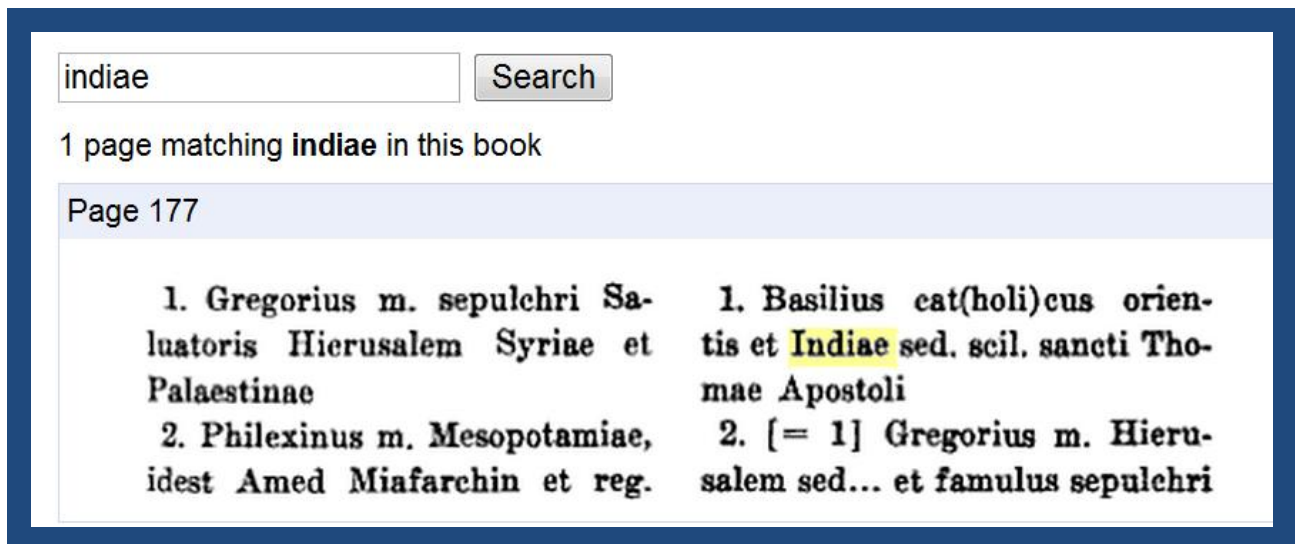 indiae
Search
1 page matching indiae in this book
Page 177
1. Gregorius m. sepulchri Sa-
luatoris Hierusalem Syriae et
Palaestinae
2. Philexinus m. Mesopotamiae,
idest Amed Miafarchin et reg.
1. Basilius cat(holi)cus orien-
tis et Indiae sed. scil. sancti Tho-
mae Apostoli
2. [= 1] Gregorius m. Hieru-
salem sed... et famulus sepulchri